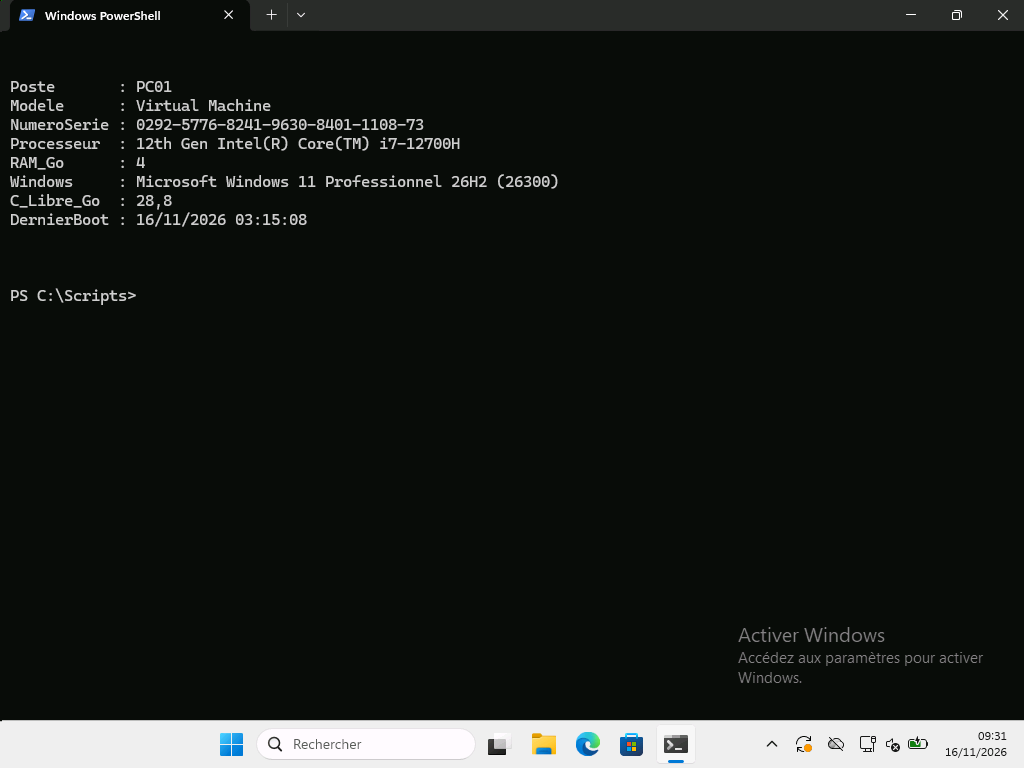 Windows PowerShell
Poste       : PC01
Modele      : Virtual Machine
NumeroSerie : 0292-5776-8241-9630-8401-1108-73
Processeur  : 12th Gen Intel(R) Core(TM) i7-12700H
RAM_Go      : 4
Windows     : Microsoft Windows 11 Professionnel 26H2 (26300)
C_Libre_Go  : 28,8
DernierBoot : 16/11/2026 03:15:08
PS C:\Scripts>
Activer Windows
Accédez aux paramètres pour activer
Windows.
Rechercher
09:31
16/11/2026